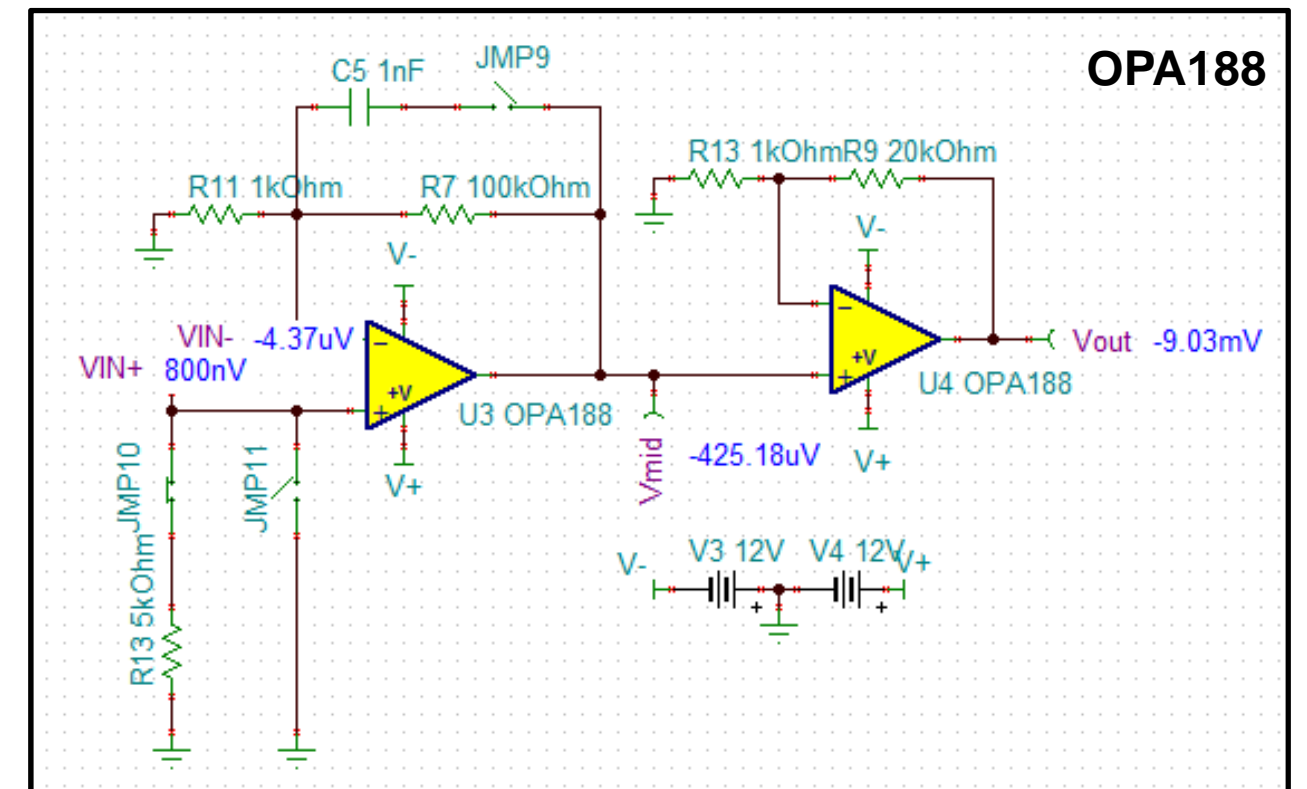 OPA188
C5 1nF
JMP9
R13 1kOhm
R9 20kOhm
R11 1kOhm
R7 100kOhm
V-
V-
VIN- -4.37uV
VIN+ 800nV
-
+V
+
U3 OPA188
V+
-
+V
+
U4 OPA188
V+
Vout -9.03mV
Vmid -425.18uV
JMP10
JMP11
R13 5kOhm
V-
V3 12V
V4 12V
V+
+
+